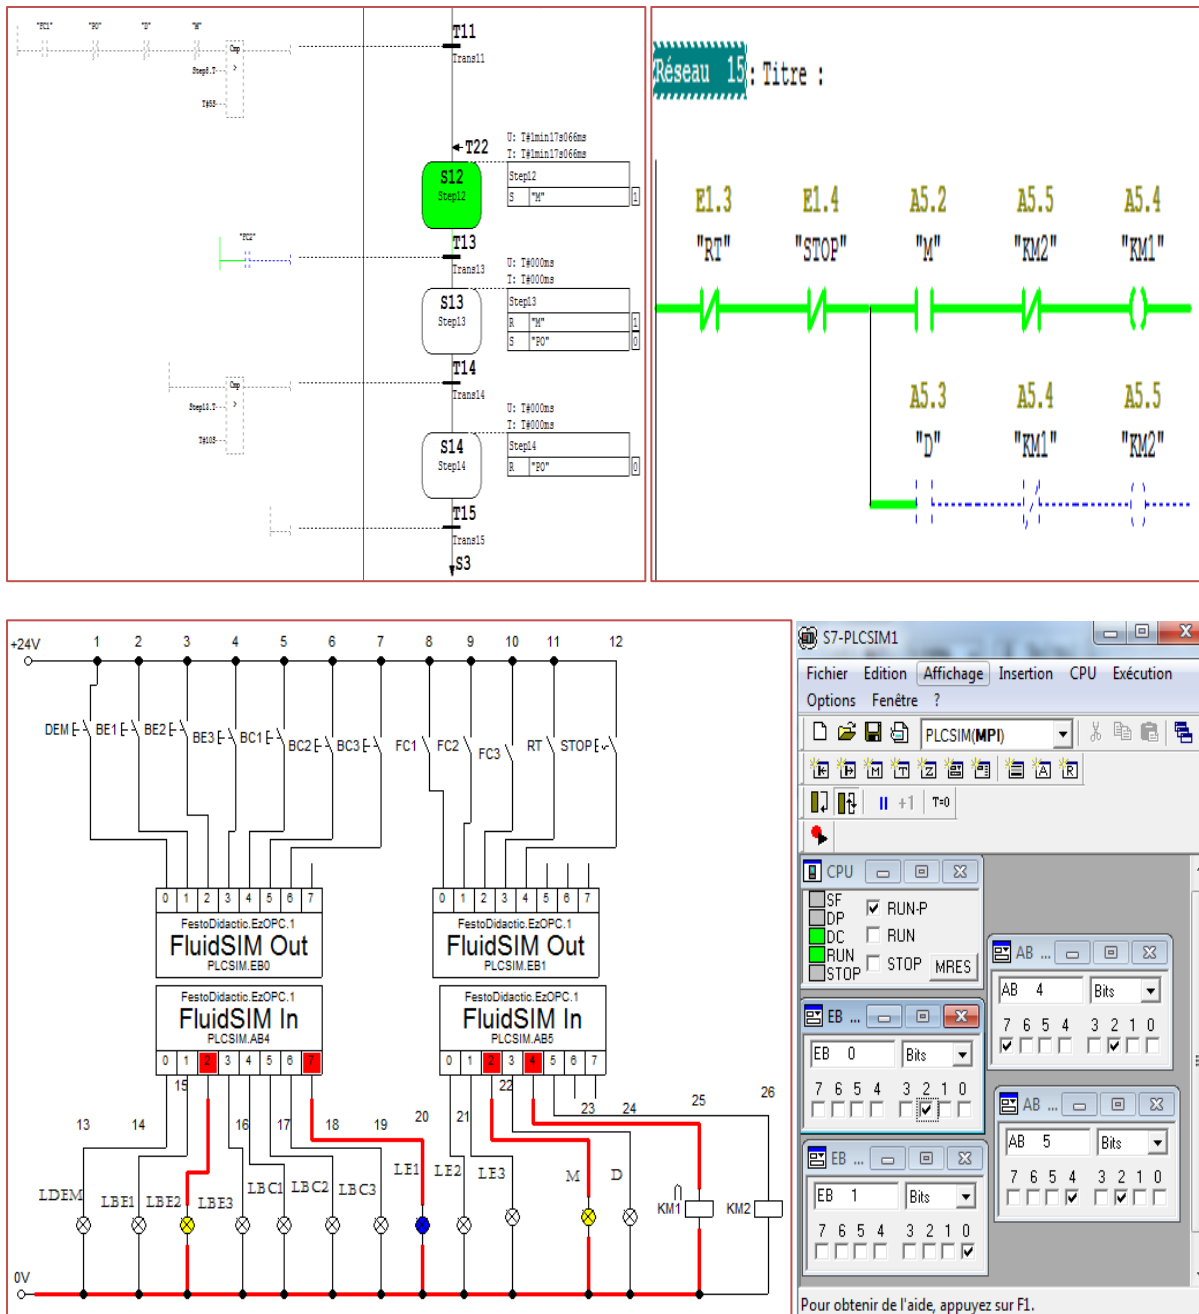 "FC1" "PO" "D" "M"
Cmp
>
Step8.T
T#5S
T11
Trans11
T22
U: T#1min17s066ms
T: T#1min17s066ms
S12
Step12
Step12
S "M" 1
"FC2"
T13
Trans13
U: T#000ms
T: T#000ms
S13
Step13
Step13
R "M" 1
S "PO" 0
T14
Trans14
Cmp
>
Step13.T
T#10S
U: T#000ms
T: T#000ms
S14
Step14
Step14
R "PO" 0
T15
Trans15
S3
Réseau 15 : Titre :
E1.3 E1.4 A5.2 A5.5 A5.4
"RT" "STOP" "M" "KM2" "KM1"
A5.3 A5.4 A5.5
"D" "KM1" "KM2"
+24V 1 2 3 4 5 6 7 8 9 10 11 12
DEM BE1 BE2 BE3 BC1 BC2 BC3 FC1 FC2 FC3 RT STOP
0 1 2 3 4 5 6 7
FestoDidactic.EzOPC.1
FluidSIM Out
PLCSIM.EB0
0 1 2 3 4 5 6 7
FestoDidactic.EzOPC.1
FluidSIM Out
PLCSIM.EB1
FestoDidactic.EzOPC.1
FluidSIM In
PLCSIM.AB4
0 1 2 3 4 5 6 7
FestoDidactic.EzOPC.1
FluidSIM In
PLCSIM.AB5
0 1 2 3 4 5 6 7
13 14 15 16 17 18 19 20 21 22 23 24 25 26
LDEM LBE1 LBE2 LBE3 LBC1 LBC2 LBC3 LE1 LE2 LE3 M D KM1 KM2
0V
S7-PLCSIM1
Fichier Edition Affichage Insertion CPU Exécution
Options Fenêtre ?
PLCSIM(MPI)
+1 T=0
CPU
SF
DP
DC
RUN
STOP
RUN-P
RUN
STOP MRES
AB ...
AB 4 Bits
7 6 5 4 3 2 1 0
EB ...
EB 0 Bits
7 6 5 4 3 2 1 0
AB ...
AB 5 Bits
7 6 5 4 3 2 1 0
EB ...
EB 1 Bits
7 6 5 4 3 2 1 0
Pour obtenir de l'aide, appuyez sur F1.